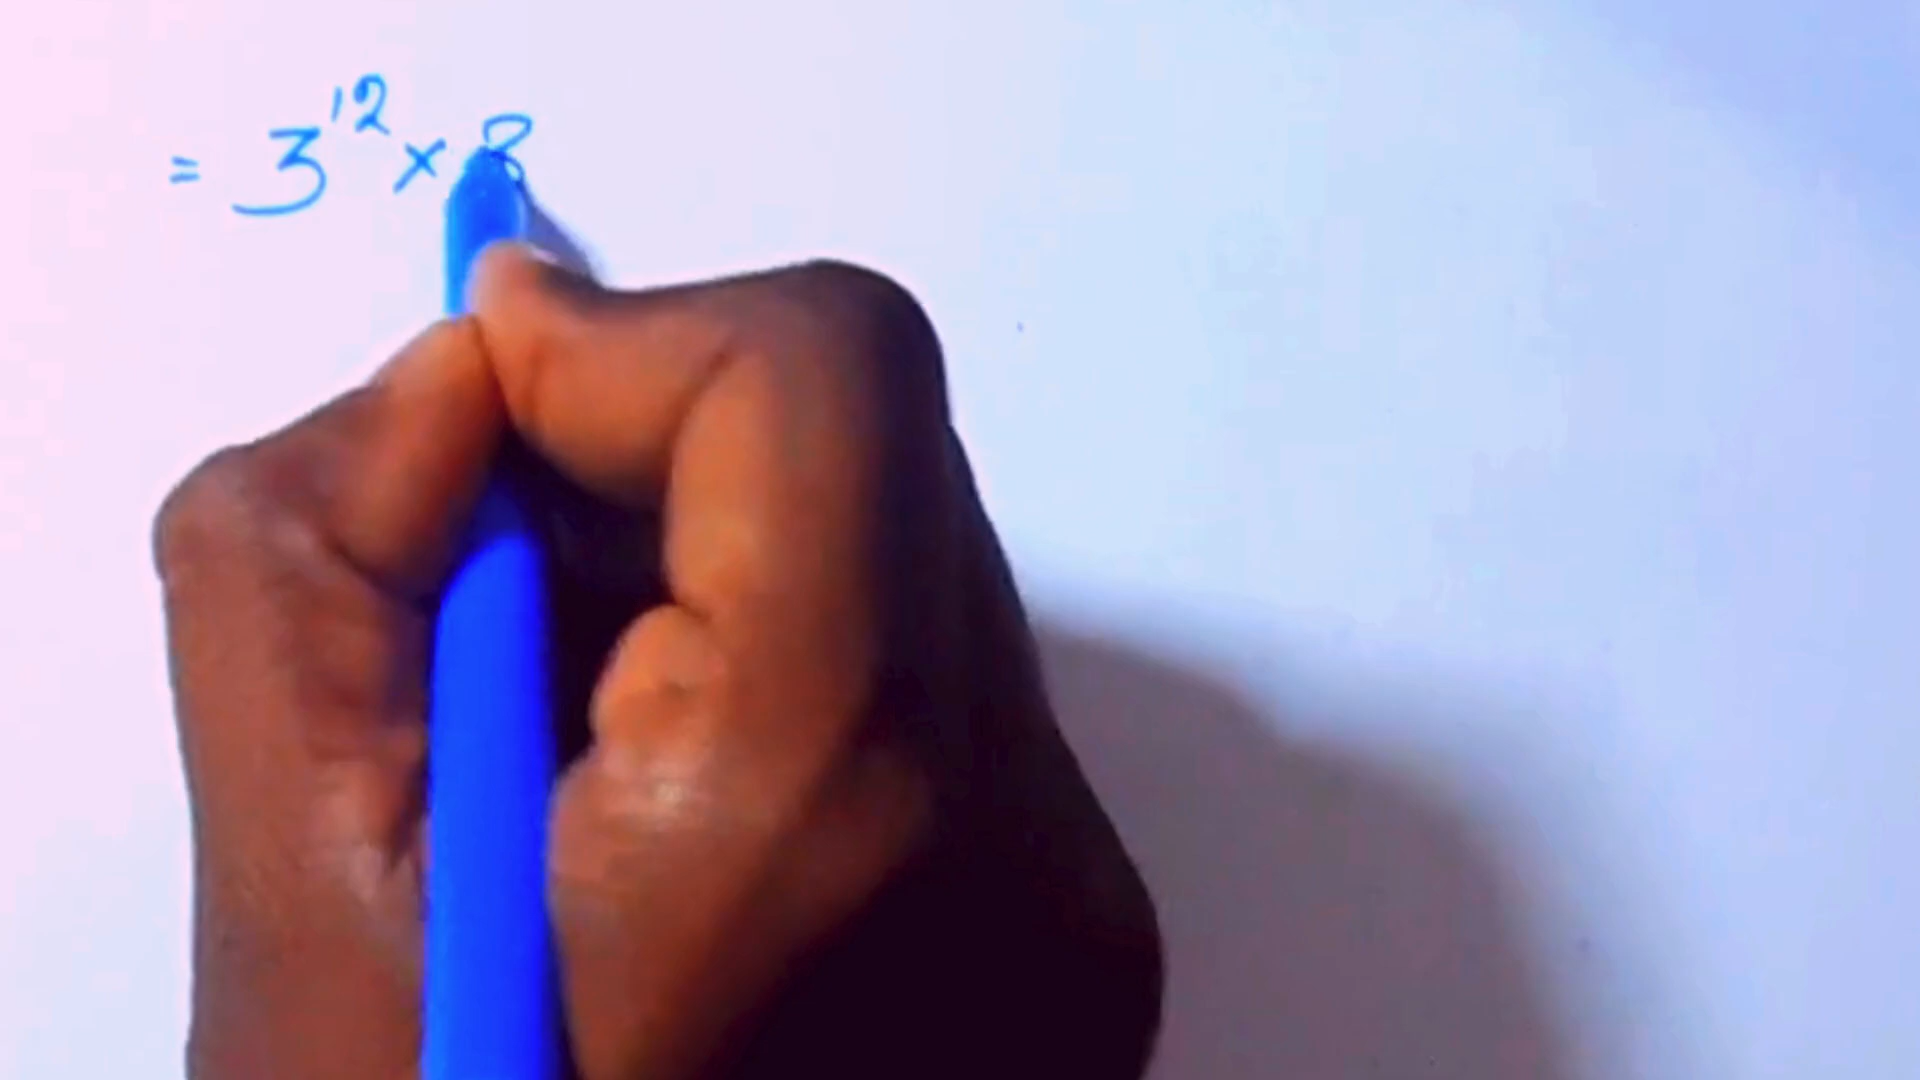 = 3¹² × 8